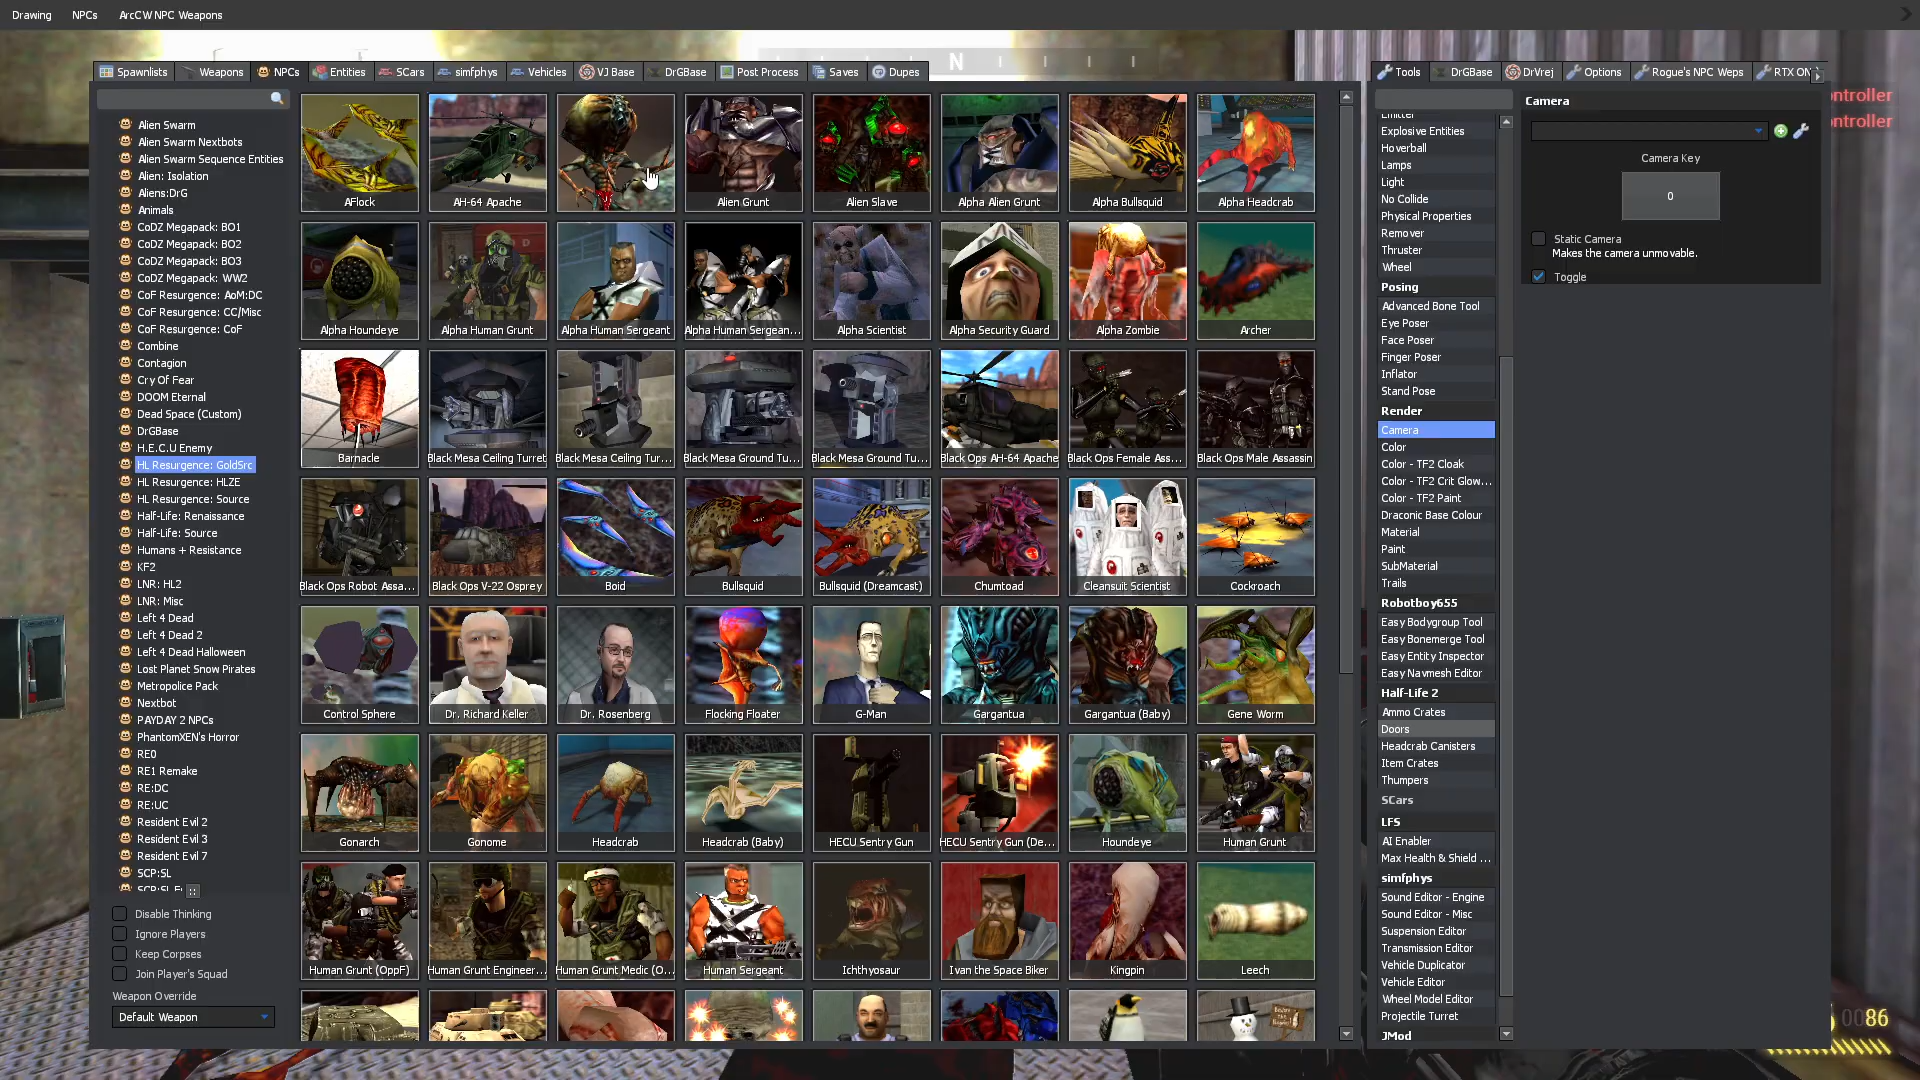 Drawing NPCs ArcCW NPC Weapons
N
Spawnlists Weapons NPCs Entities SCars simfphys Vehicles VJ Base DrGBase Post Process Saves Dupes
Alien Swarm
Alien Swarm Nextbots
Alien Swarm Sequence Entities
Alien: Isolation
Aliens:DrG
Animals
CoDZ Megapack: BO1
CoDZ Megapack: BO2
CoDZ Megapack: BO3
CoDZ Megapack: WW2
CoF Resurgence: AoM:DC
CoF Resurgence: CC/Misc
CoF Resurgence: CoF
Combine
Contagion
Cry Of Fear
DOOM Eternal
Dead Space (Custom)
DrGBase
H.E.C.U Enemy
HL Resurgence: GoldSrc
HL Resurgence: HLZE
HL Resurgence: Source
Half-Life: Renaissance
Half-Life: Source
Humans + Resistance
KF2
LNR: HL2
LNR: Misc
Left 4 Dead
Left 4 Dead 2
Left 4 Dead Halloween
Lost Planet Snow Pirates
Metropolice Pack
Nextbot
PAYDAY 2 NPCs
PhantomXEN's Horror
RE0
RE1 Remake
RE:DC
RE:UC
Resident Evil 2
Resident Evil 3
Resident Evil 7
SCP:SL
Disable Thinking
Ignore Players
Keep Corpses
Join Player's Squad
Weapon Override
Default Weapon
AFlock AH-64 Apache Alien Grunt Alien Slave Alpha Alien Grunt Alpha Bullsquid Alpha Headcrab
Alpha Houndeye Alpha Human Grunt Alpha Human Sergeant Alpha Human Sergean... Alpha Scientist Alpha Security Guard Alpha Zombie Archer
Barnacle Black Mesa Ceiling Turret Black Mesa Ceiling Tur... Black Mesa Ground Tu... Black Mesa Ground Tu... Black Ops AH-64 Apache Black Ops Female Ass... Black Ops Male Assassin
Black Ops Robot Assa... Black Ops V-22 Osprey Boid Bullsquid Bullsquid (Dreamcast) Chumtoad Cleansuit Scientist Cockroach
Control Sphere Dr. Richard Keller Dr. Rosenberg Flocking Floater G-Man Gargantua Gargantua (Baby) Gene Worm
Gonarch Gonome Headcrab Headcrab (Baby) HECU Sentry Gun HECU Sentry Gun (De... Houndeye Human Grunt
Human Grunt (OppF) Human Grunt Engineer... Human Grunt Medic (O... Human Sergeant Ichthyosaur Ivan the Space Biker Kingpin Leech
Tools DrGBase DrVrej Options Rogue's NPC Weps RTX ON
Emitter
Explosive Entities
Hoverball
Lamps
Light
No Collide
Physical Properties
Remover
Thruster
Wheel
Posing
Advanced Bone Tool
Eye Poser
Face Poser
Finger Poser
Inflator
Stand Pose
Render
Camera
Color
Color - TF2 Cloak
Color - TF2 Crit Glow...
Color - TF2 Paint
Draconic Base Colour
Material
Paint
SubMaterial
Trails
Robotboy655
Easy Bodygroup Tool
Easy Bonemerge Tool
Easy Entity Inspector
Easy Navmesh Editor
Half-Life 2
Ammo Crates
Doors
Headcrab Canisters
Item Crates
Thumpers
SCars
LFS
AI Enabler
Max Health & Shield ...
simfphys
Sound Editor - Engine
Sound Editor - Misc
Suspension Editor
Transmission Editor
Vehicle Duplicator
Vehicle Editor
Wheel Model Editor
Projectile Turret
JMod
Camera
Camera Key
0
Static Camera
Makes the camera unmovable.
Toggle
ontroller
ontroller
0086